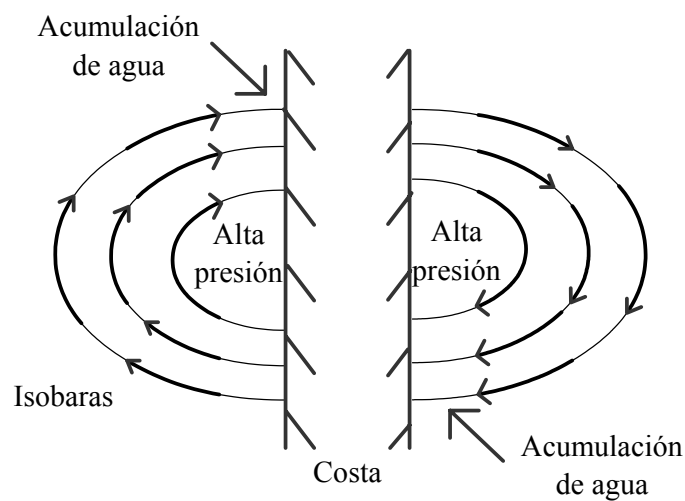 Acumulación
de agua
Alta
presión
Alta
presión
Isobaras
Costa
Acumulación
de agua